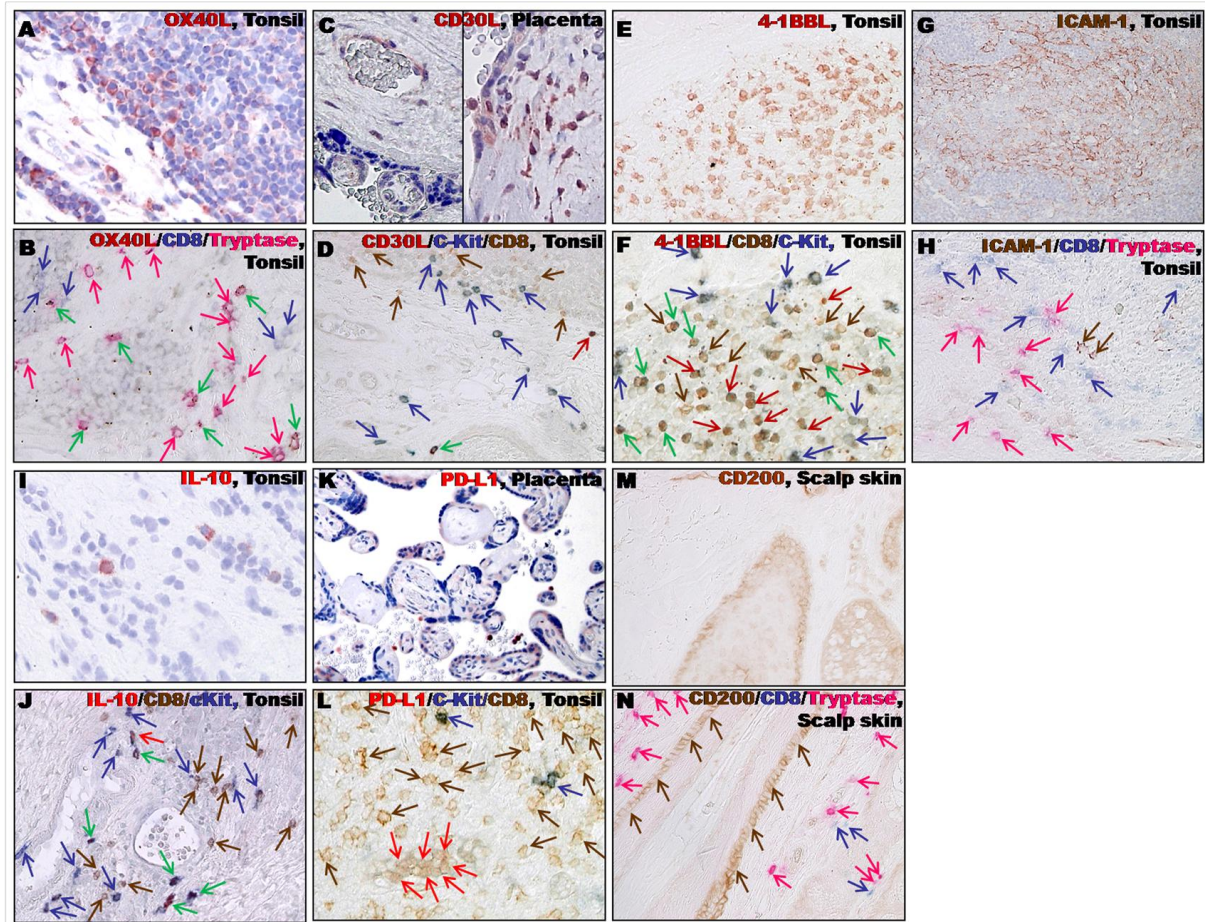 A OX40L, Tonsil
C CD30L, Placenta
E 4-1BBL, Tonsil
G ICAM-1, Tonsil
B OX40L/CD8/Tryptase,
Tonsil
D CD30L/C-Kit/CD8, Tonsil
F 4-1BBL/CD8/C-Kit, Tonsil
H ICAM-1/CD8/Tryptase,
Tonsil
I IL-10, Tonsil
K PD-L1, Placenta
M CD200, Scalp skin
J IL-10/CD8/cKit, Tonsil
L PD-L1/C-Kit/CD8, Tonsil
N CD200/CD8/Tryptase,
Scalp skin